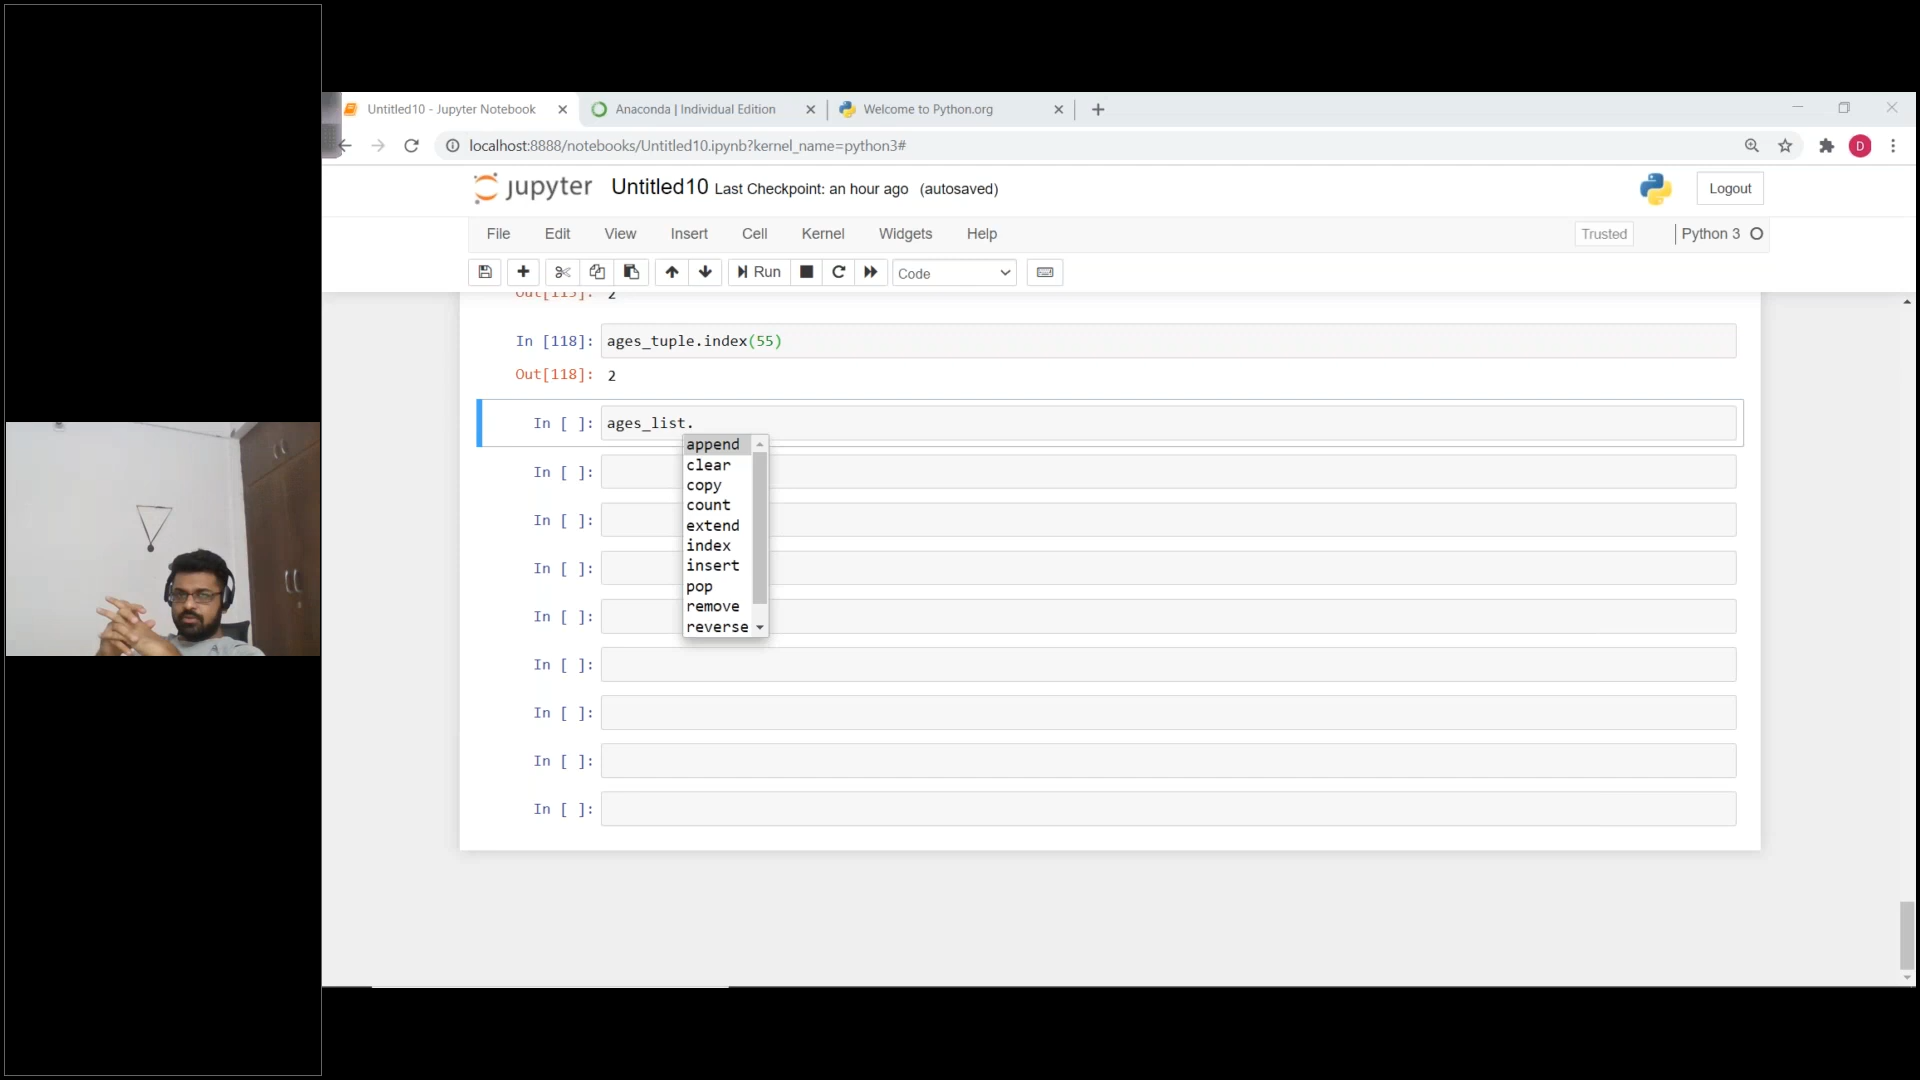 Untitled10 - Jupyter Notebook
Anaconda | Individual Edition
Welcome to Python.org
localhost:8888/notebooks/Untitled10.ipynb?kernel_name=python3#
D
jupyter Untitled10 Last Checkpoint: an hour ago (autosaved)
Logout
File Edit View Insert Cell Kernel Widgets Help
Trusted
Python 3
Run
Code
Out[115]: 2
In [118]: ages_tuple.index(55)
Out[118]: 2
In [ ]: ages_list.
append
clear
copy
count
extend
index
insert
pop
remove
reverse
In [ ]:
In [ ]:
In [ ]:
In [ ]:
In [ ]:
In [ ]:
In [ ]:
In [ ]: